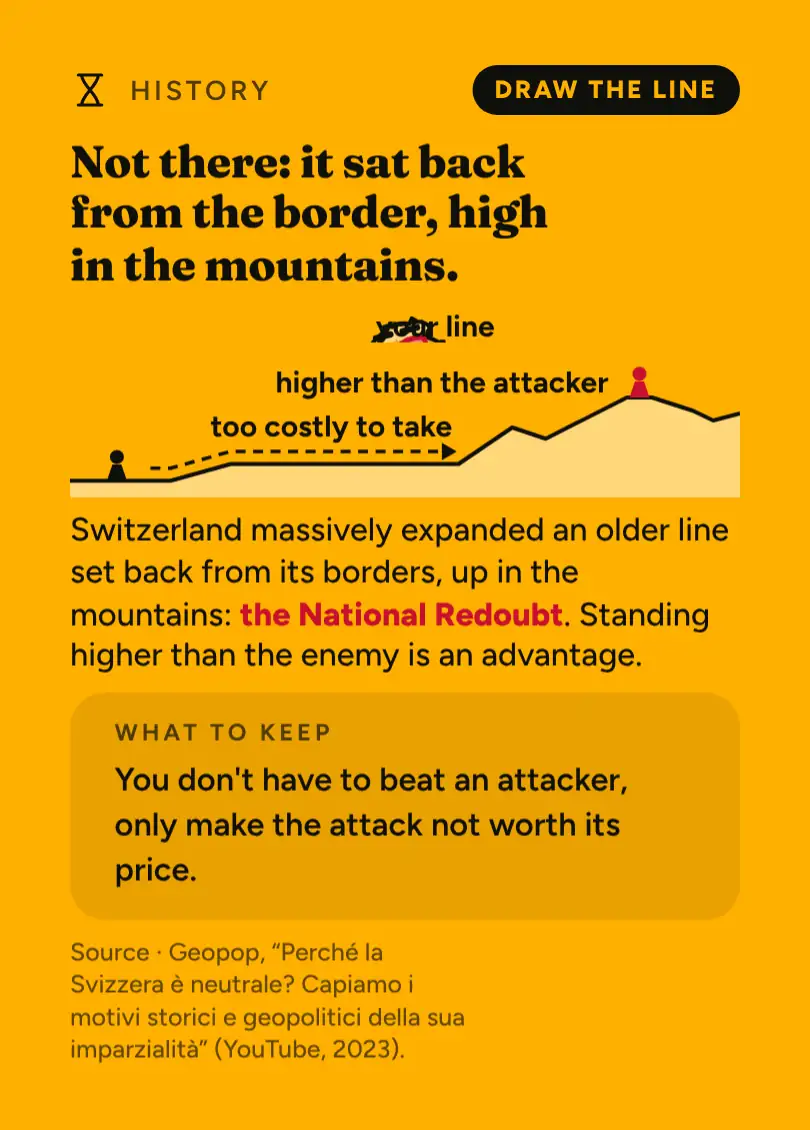 HISTORY
DRAW THE LINE
Not there: it sat back
from the border, high
in the mountains.
your line
higher than the attacker
too costly to take
Switzerland massively expanded an older line
set back from its borders, up in the
mountains: the National Redoubt. Standing
higher than the enemy is an advantage.
WHAT TO KEEP
You don't have to beat an attacker,
only make the attack not worth its
price.
Source · Geopop, “Perché la
Svizzera è neutrale? Capiamo i
motivi storici e geopolitici della sua
imparzialità” (YouTube, 2023).